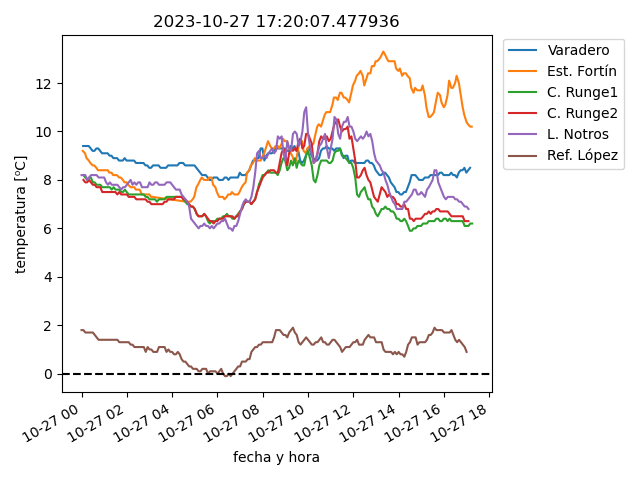 2023-10-27 17:20:07.477936
Varadero
Est. Fortín
C. Runge1
C. Runge2
L. Notros
Ref. López
temperatura [ºC]
12
10
8
6
4
2
0
10-27 00
10-27 02
10-27 04
10-27 06
10-27 08
10-27 10
10-27 12
10-27 14
10-27 16
10-27 18
fecha y hora